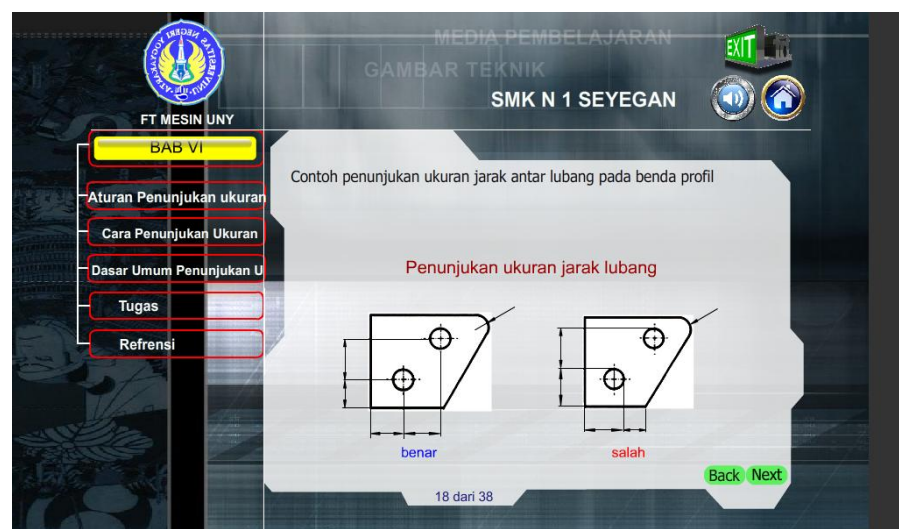 MEDIA PEMBELAJARAN
GAMBAR TEKNIK
SMK N 1 SEYEGAN
EXIT
FT MESIN UNY
BAB VI
Aturan Penunjukan ukuran
Cara Penunjukan Ukuran
Dasar Umum Penunjukan U
Tugas
Refrensi
Contoh penunjukan ukuran jarak antar lubang pada benda profil
Penunjukan ukuran jarak lubang
benar
salah
Back Next
18 dari 38